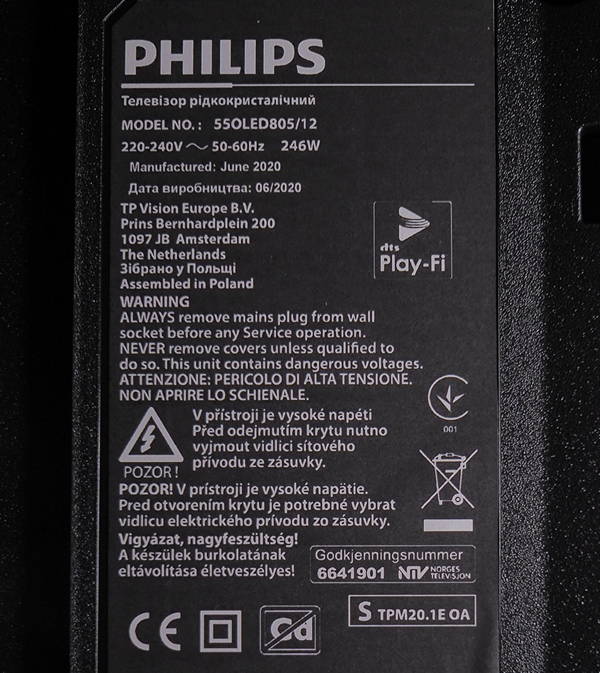 PHILIPS
Телевізор рідкокристалічний
MODEL NO.: 55OLED805/12
220-240V ~ 50-60Hz 246W
Manufactured: June 2020
Дата виробництва: 06/2020
TP Vision Europe B.V.
Prins Bernhardplein 200
1097 JB Amsterdam
The Netherlands
Зібрано у Польщі
Assembled in Poland
dts
Play-Fi
WARNING
ALWAYS remove mains plug from wall
socket before any Service operation.
NEVER remove covers unless qualified to
do so. This unit contains dangerous voltages.
ATTENZIONE: PERICOLO DI ALTA TENSIONE.
NON APRIRE LO SCHIENALE.
001
V přístroji je vysoké napětí
Před odejmutím krytu nutno
vyjmout vidlici síťového
přívodu ze zásuvky.
POZOR!
POZOR! V prístroji je vysoké napätie.
Pred otvorením krytu je potrebné vybrat
vidlicu elektrického prívodu zo zásuvky.
Vigyázat, nagyfeszültség!
A készülek burkolatának
eltávolítása életveszélyes!
Godkjenningsnummer
6641901 NTV NORGES
TELEVISJON
S TPM20.1E OA
CE Cd